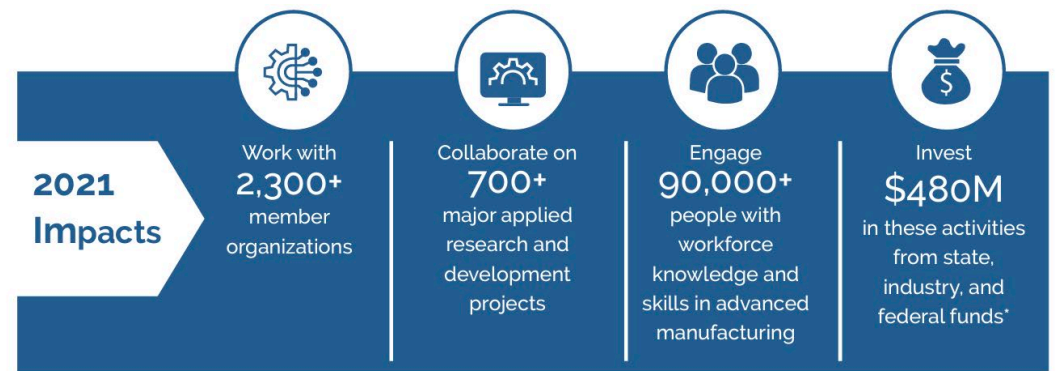 2021
Impacts
Work with
2,300+
member
organizations
Collaborate on
700+
major applied
research and
development
projects
Engage
90,000+
people with
workforce
knowledge and
skills in advanced
manufacturing
Invest
$480M
in these activities
from state,
industry, and
federal funds*
$